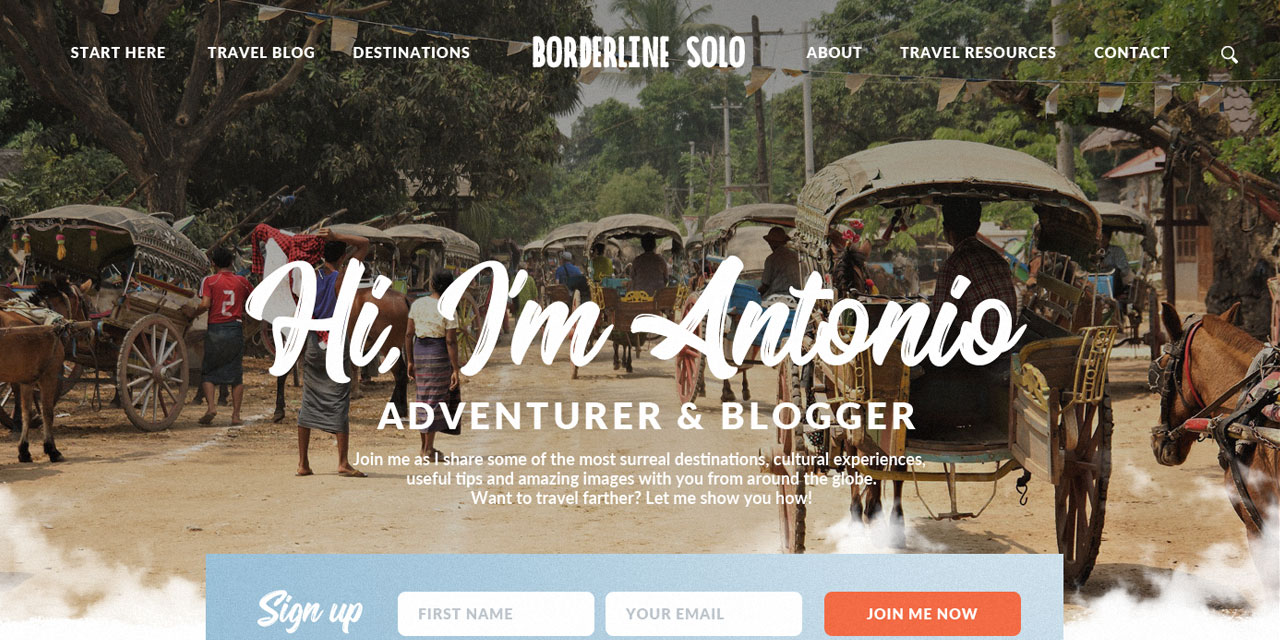 START HERE
TRAVEL BLOG
DESTINATIONS
BORDERLINE SOLO
ABOUT
TRAVEL RESOURCES
CONTACT
2
Hi, I'm Antonio
ADVENTURER & BLOGGER
Join me as I share some of the most surreal destinations, cultural experiences,
useful tips and amazing images with you from around the globe.
Want to travel farther? Let me show you how!
Sign up
FIRST NAME
YOUR EMAIL
JOIN ME NOW